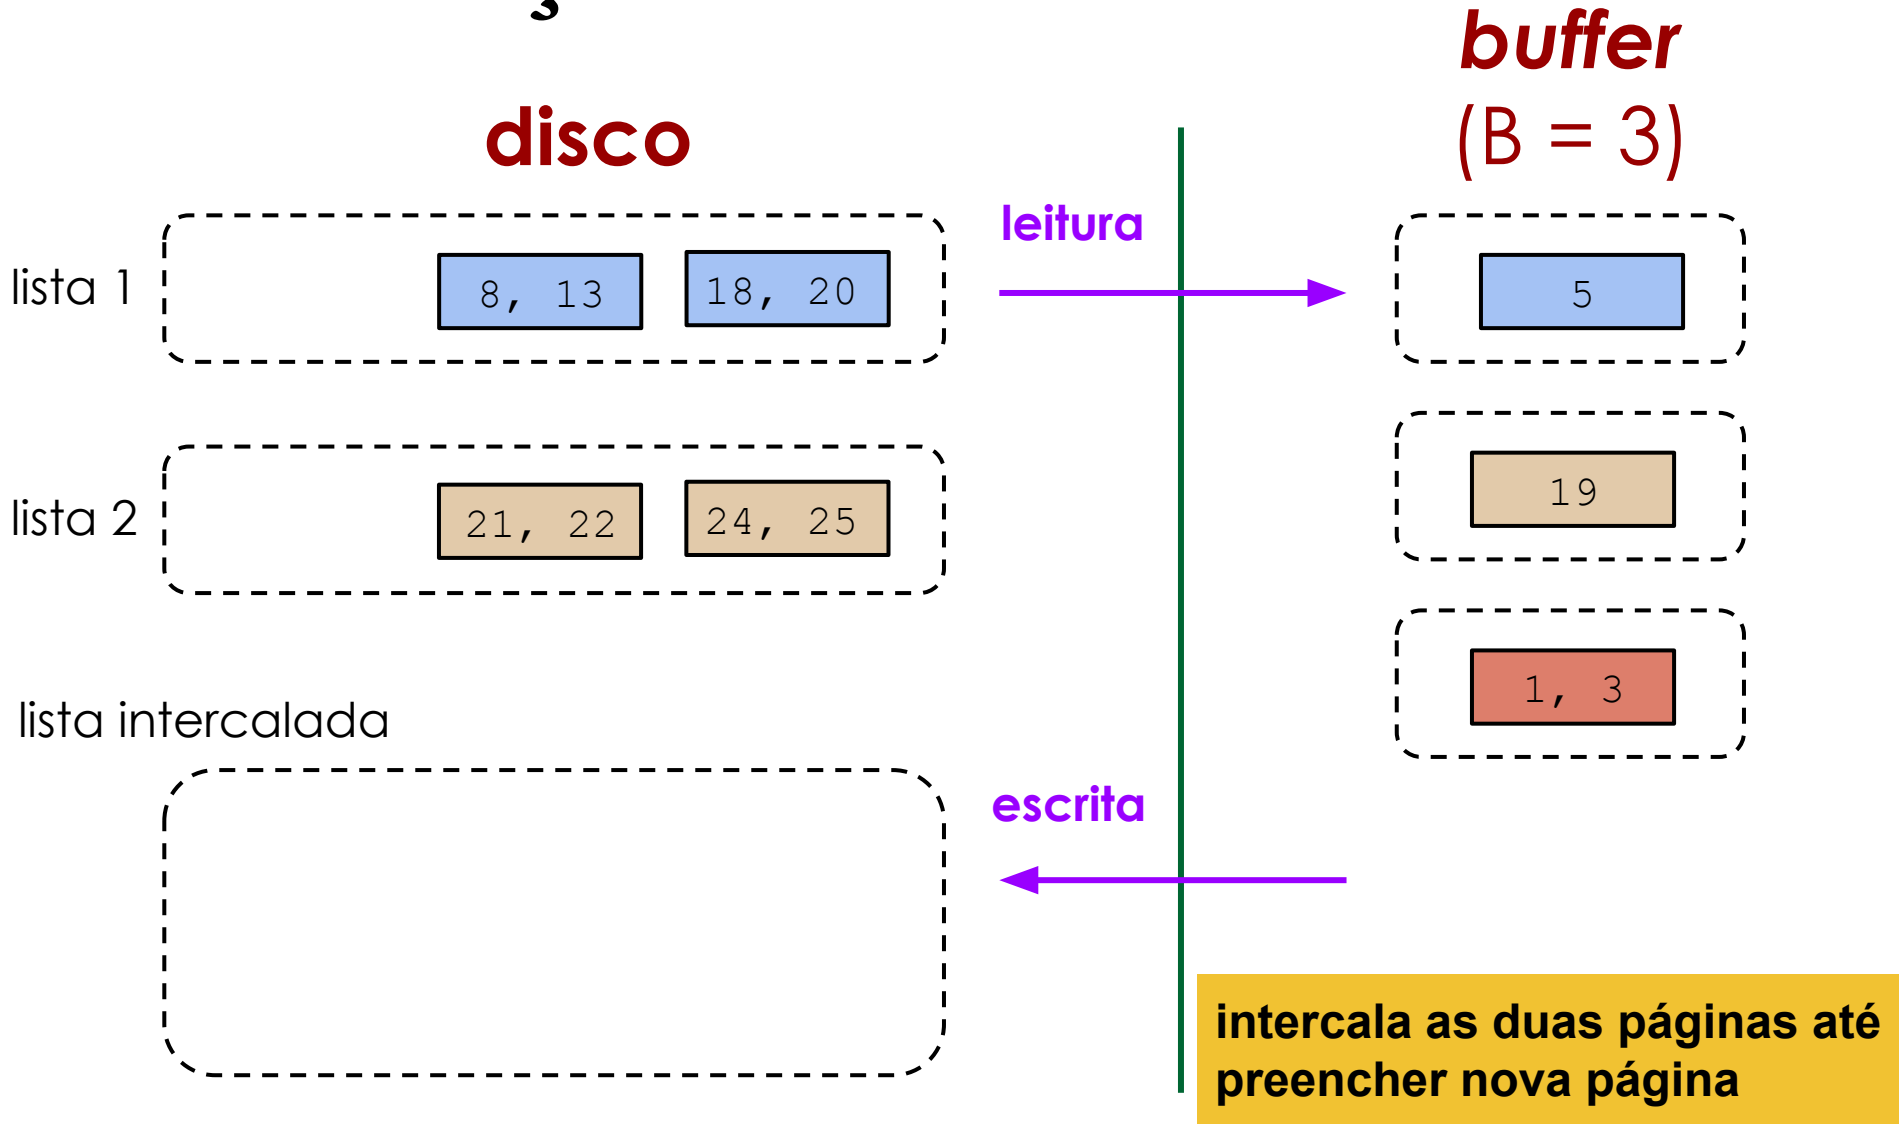 buffer
disco
(B = 3)
leitura
lista 1
8, 13
18, 20
5
lista 2
21, 22
24, 25
19
1, 3
lista intercalada
escrita
intercala as duas páginas até
preencher nova página